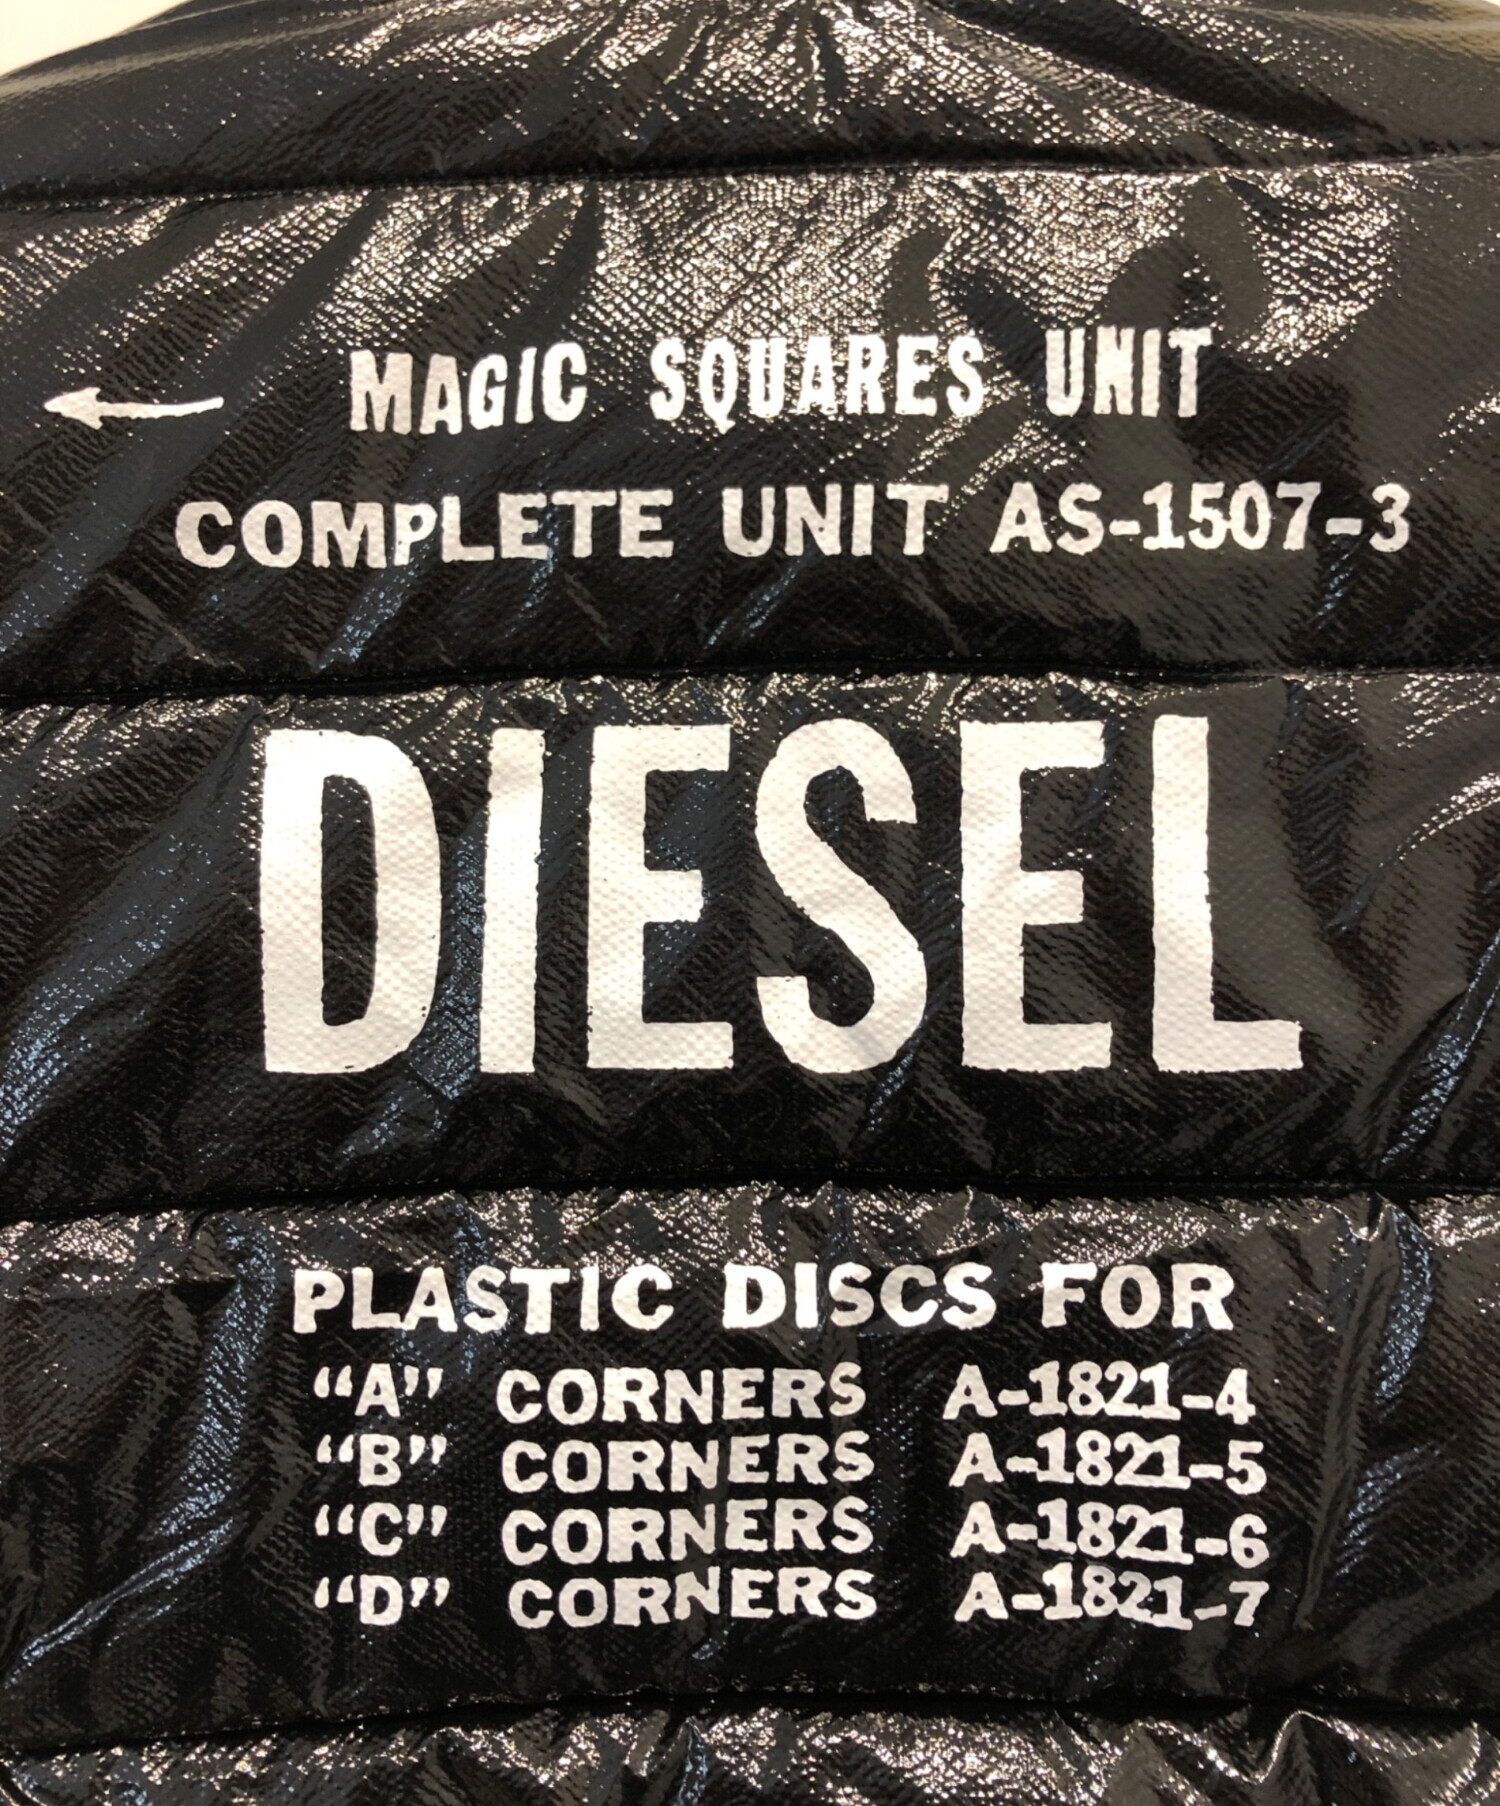 MAGIC SQUARES UNIT
COMPLETE UNIT AS-1507-3
DIESEL
PLASTIC DISCS FOR
“A” CORNERS A-1821-4
“B” CORNERS A-1821-5
“C” CORNERS A-1821-6
“D” CORNERS A-1821-7